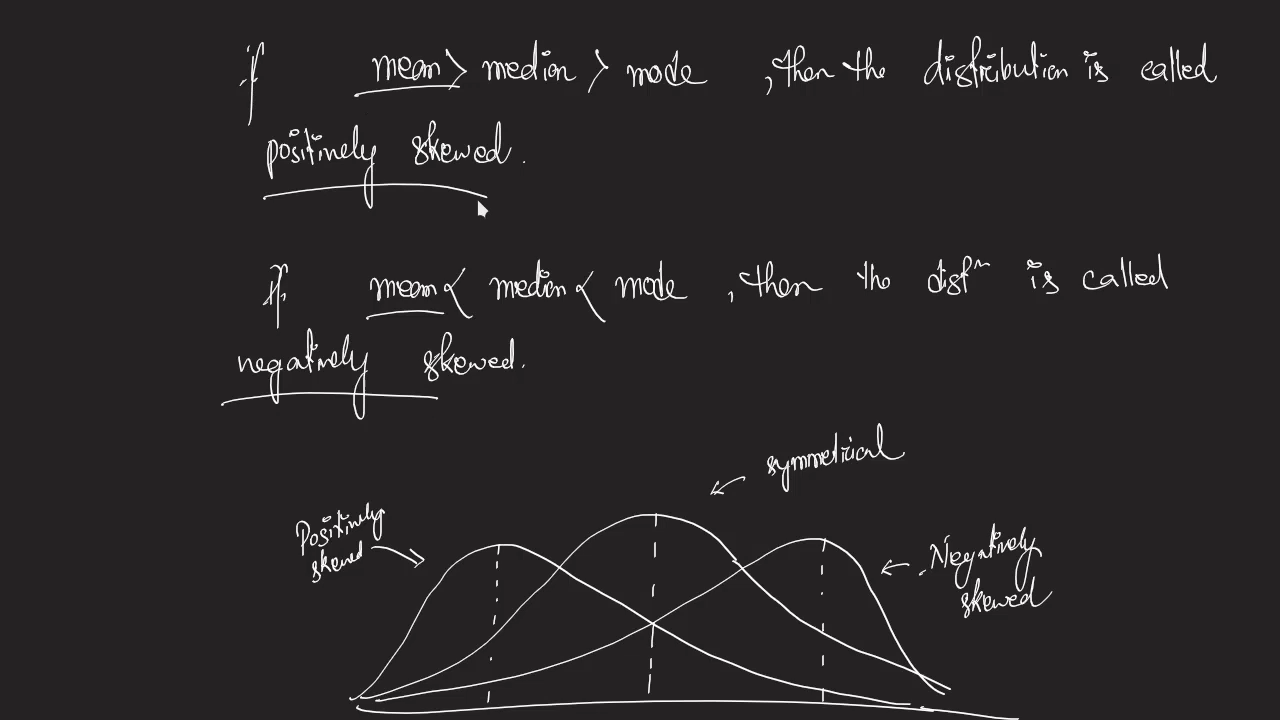 if mean > median > mode , then the distribution is called
positively skewed.
If mean < median < mode , then the distⁿ is called
negatively skewed.
symmetrical
Positively
skewed
Negatively
skewed